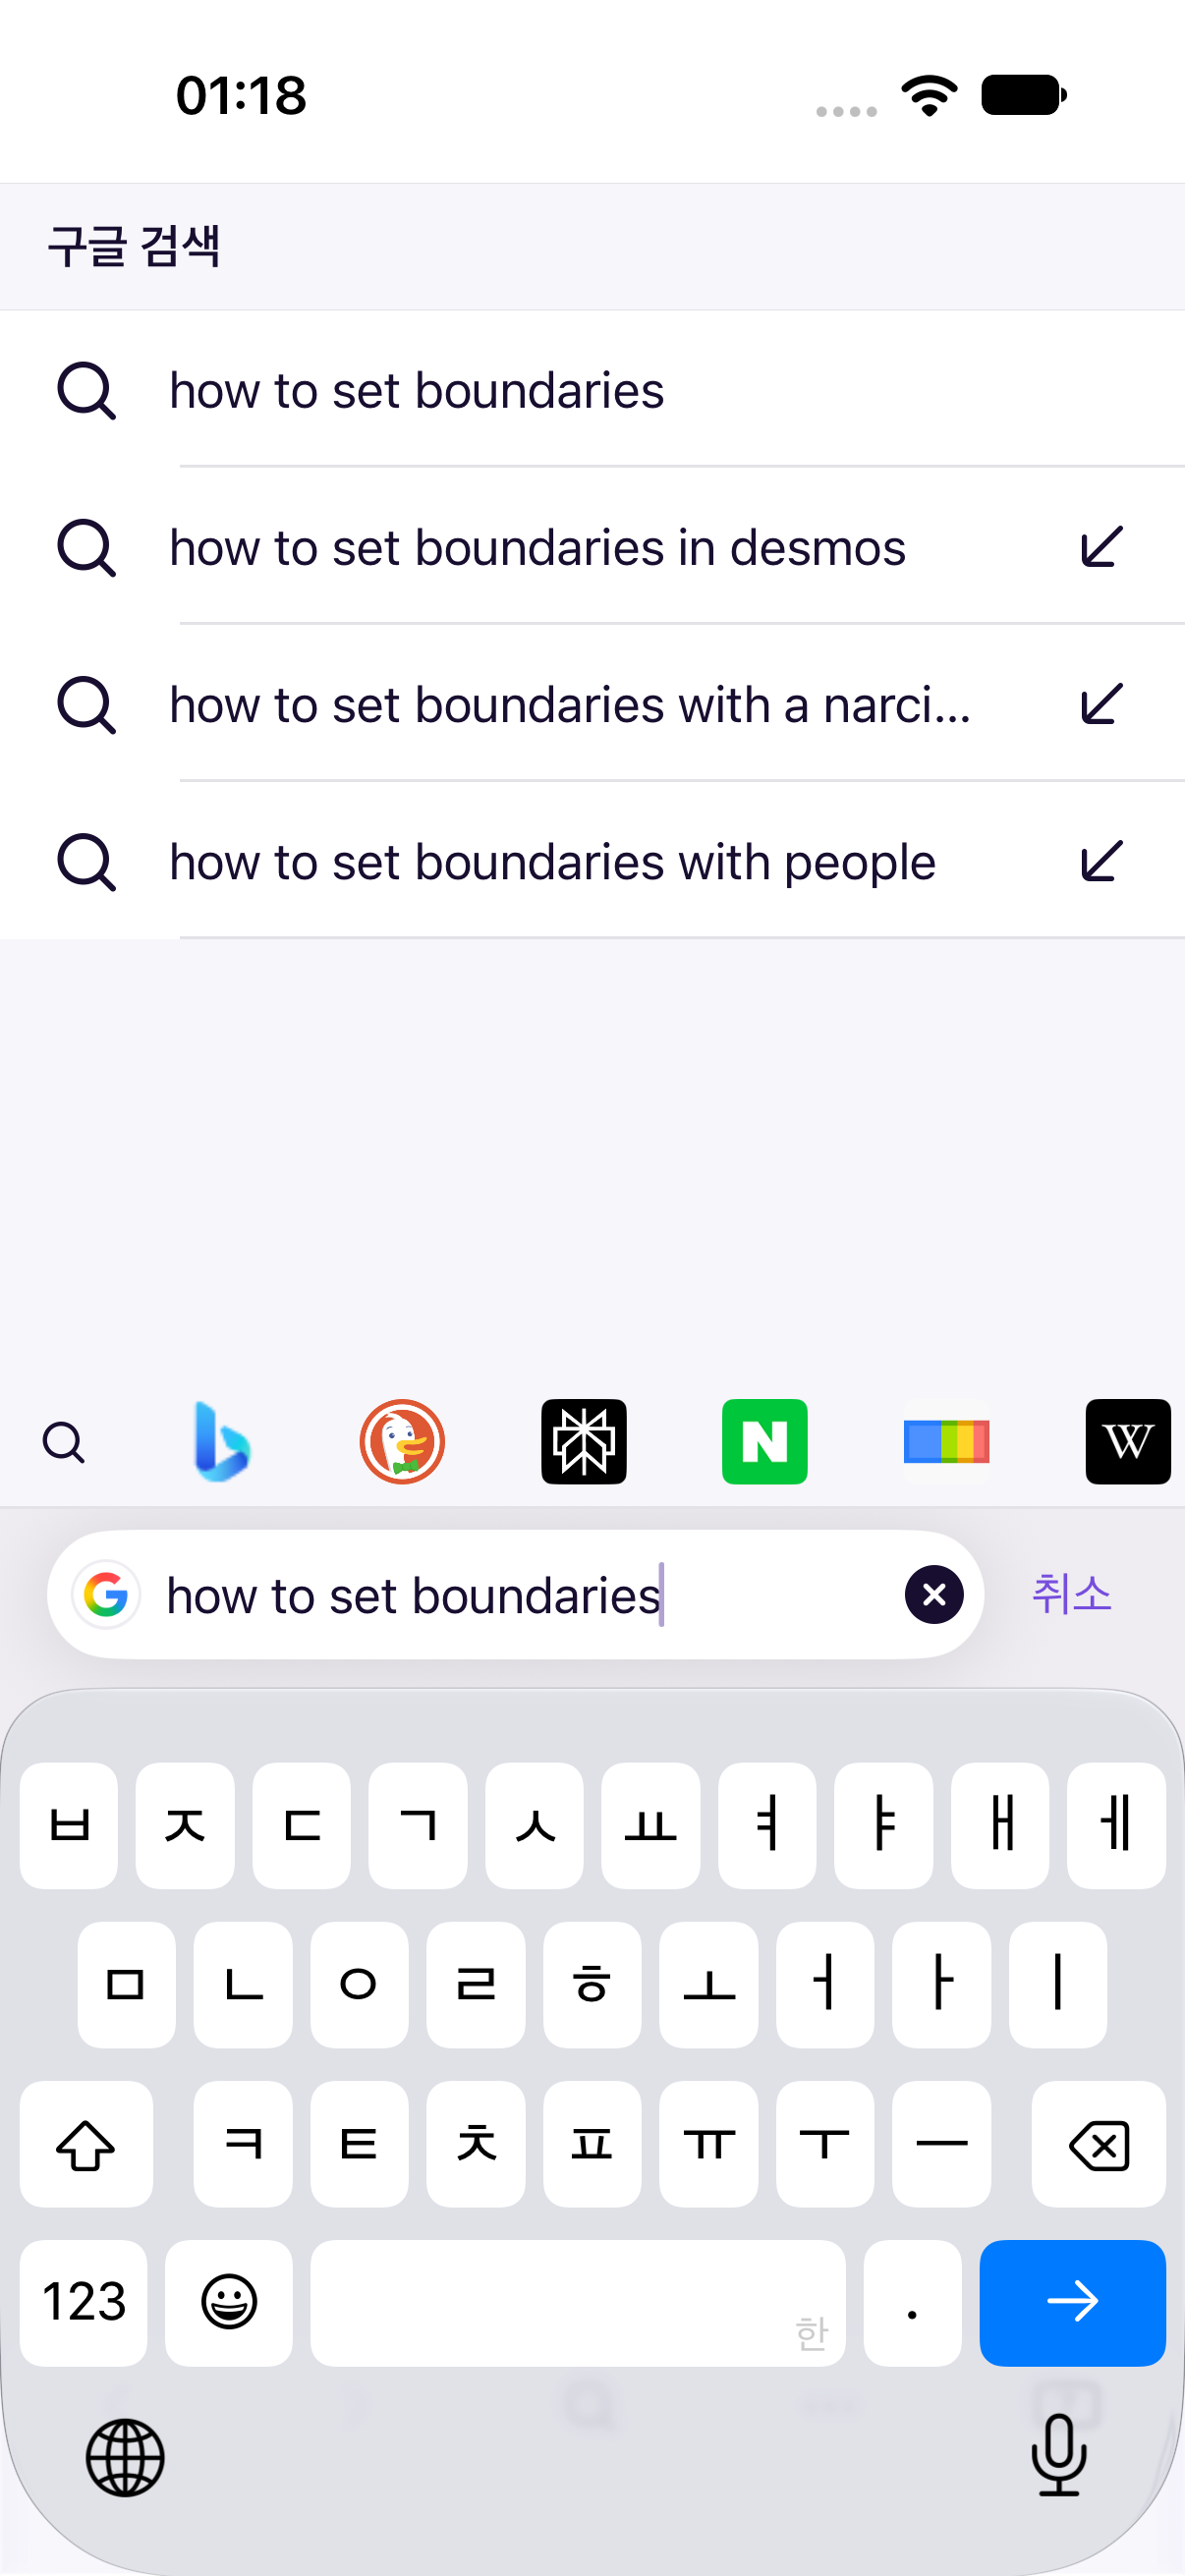 01:18
구글 검색
how to set boundaries
how to set boundaries in desmos
how to set boundaries with a narci...
how to set boundaries with people
N
W
G how to set boundaries 취소
ㅂ ㅈ ㄷ ㄱ ㅅ ㅛ ㅕ ㅑ ㅐ ㅔ
ㅁ ㄴ ㅇ ㄹ ㅎ ㅗ ㅓ ㅏ ㅣ
ㅋ ㅌ ㅊ ㅍ ㅠ ㅜ ㅡ
123 한 .